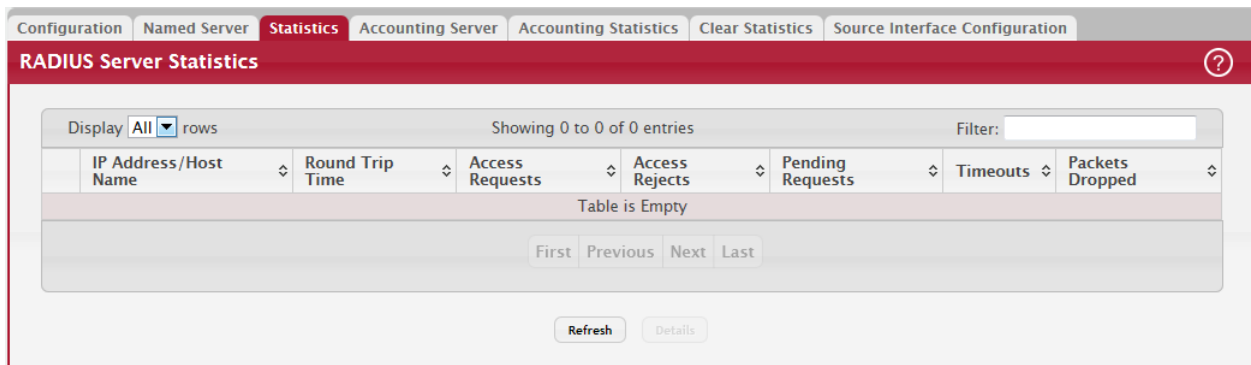 Configuration Named Server Statistics Accounting Server Accounting Statistics Clear Statistics Source Interface Configuration
RADIUS Server Statistics ?
Display All rows Showing 0 to 0 of 0 entries Filter:
IP Address/Host Name Round Trip Time Access Requests Access Rejects Pending Requests Timeouts Packets Dropped
Table is Empty
First Previous Next Last
Refresh Details